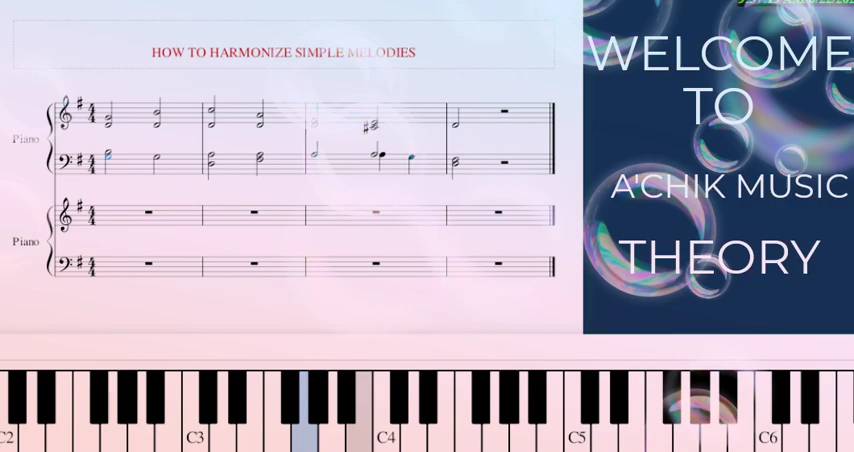 HOW TO HARMONIZE SIMPLE MELODIES
Piano
Piano
WELCOME
TO
A'CHIK MUSIC
THEORY
C2
C3
C4
C5
C6